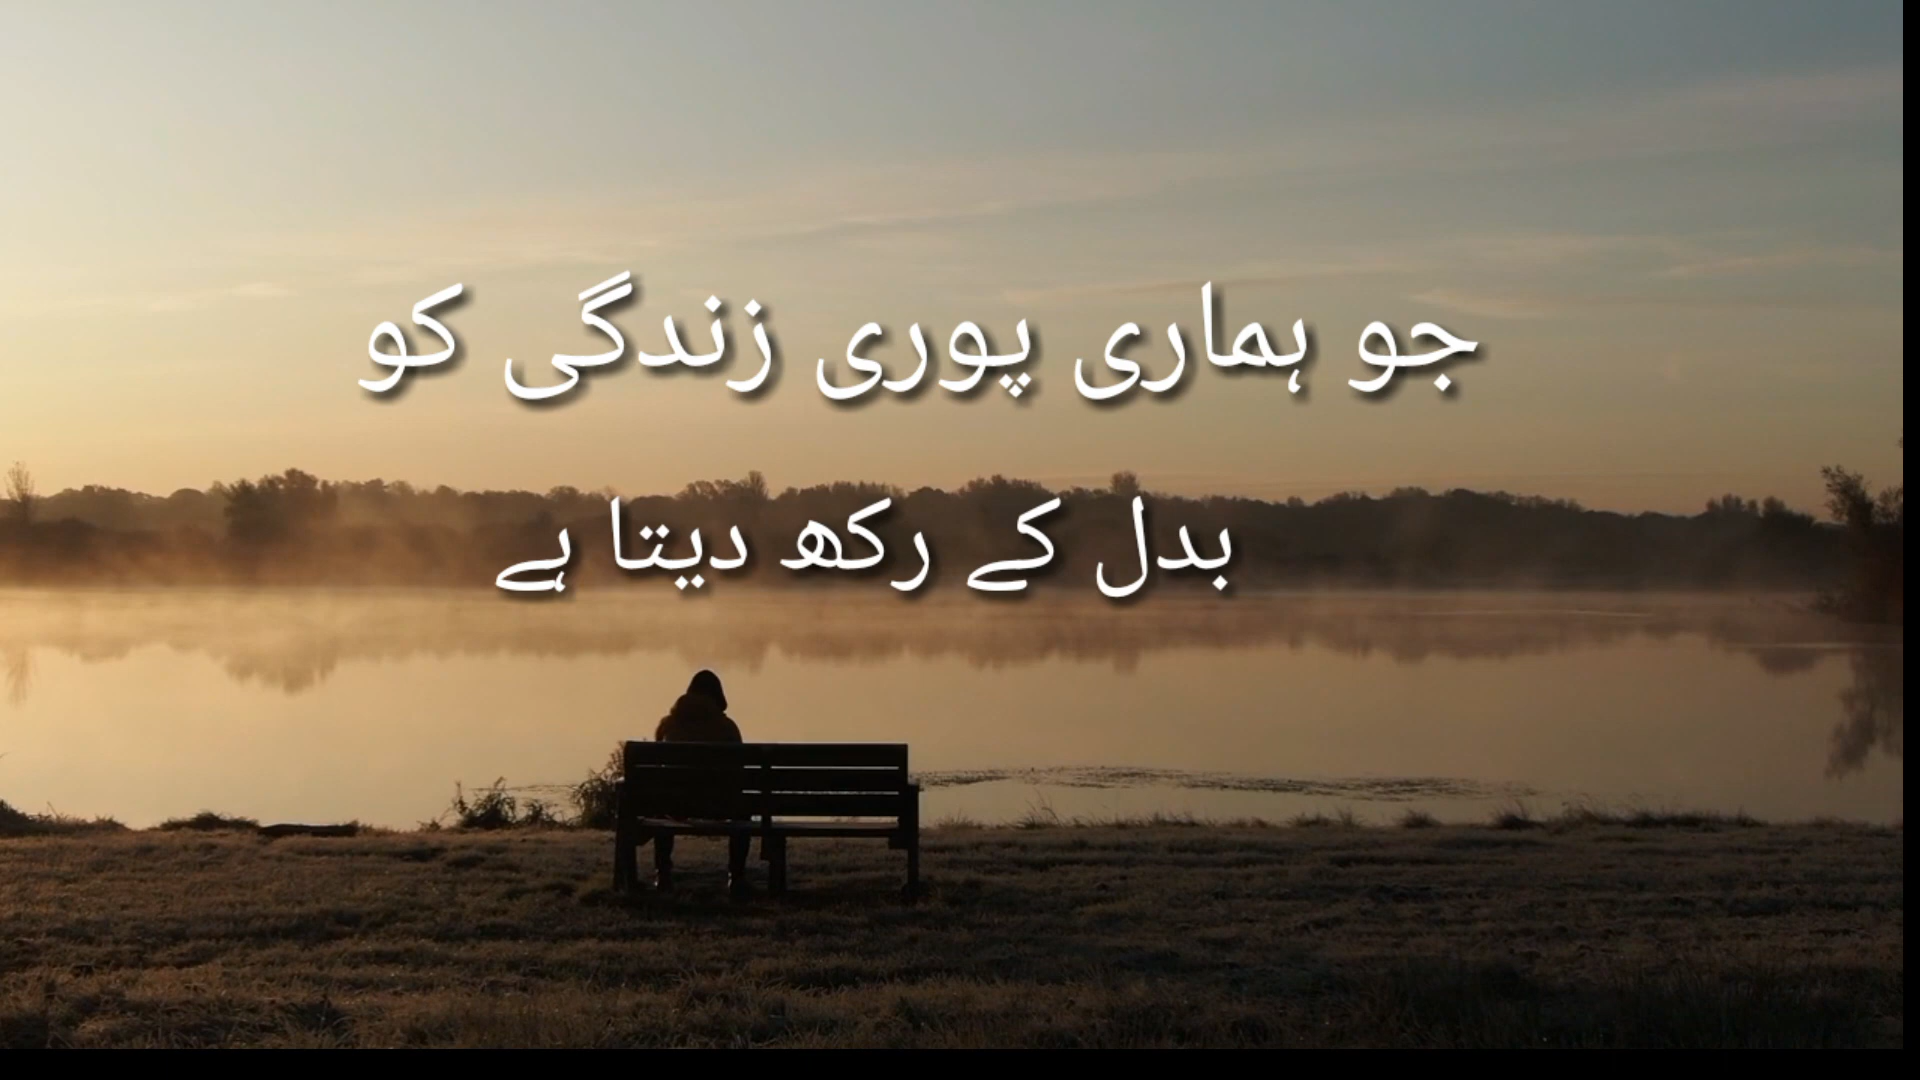 جو ہماری پوری زندگی کو
بدل کے رکھ دیتا ہے